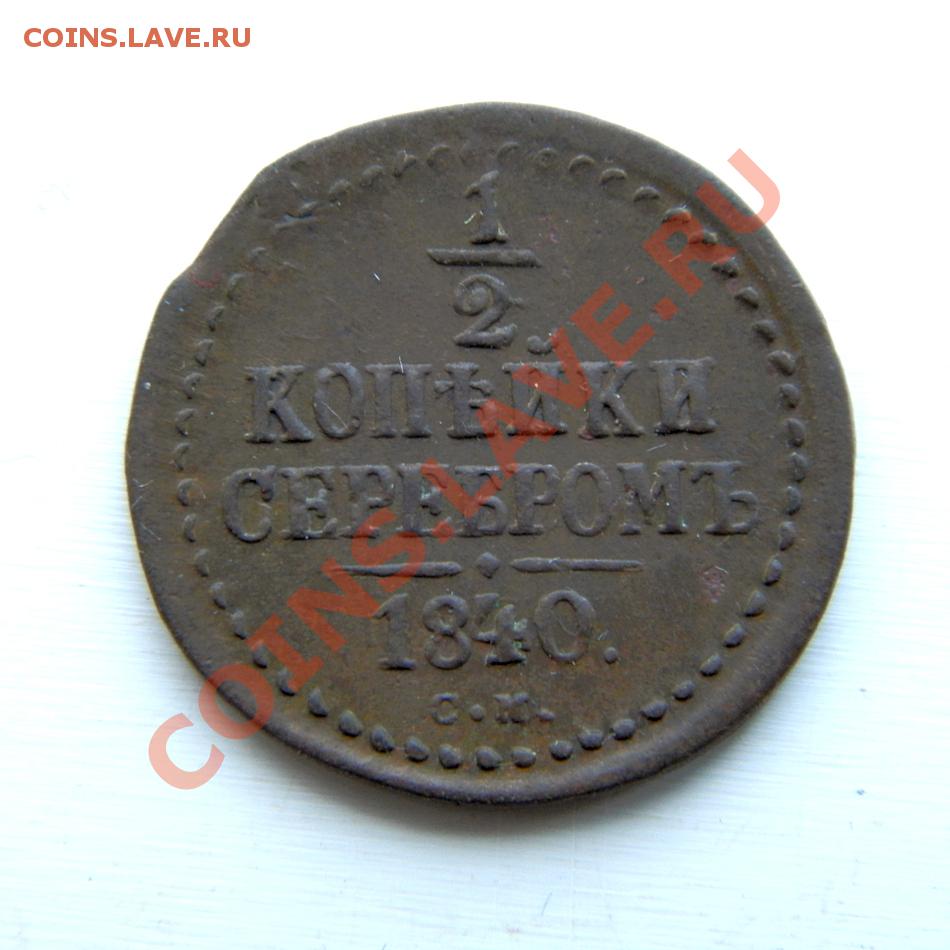 COINS.LAVE.RU
1
2
КОПѢЙКИ
СЕРЕБРОМЪ
1840.
С.М.
COINS.LAVE.RU